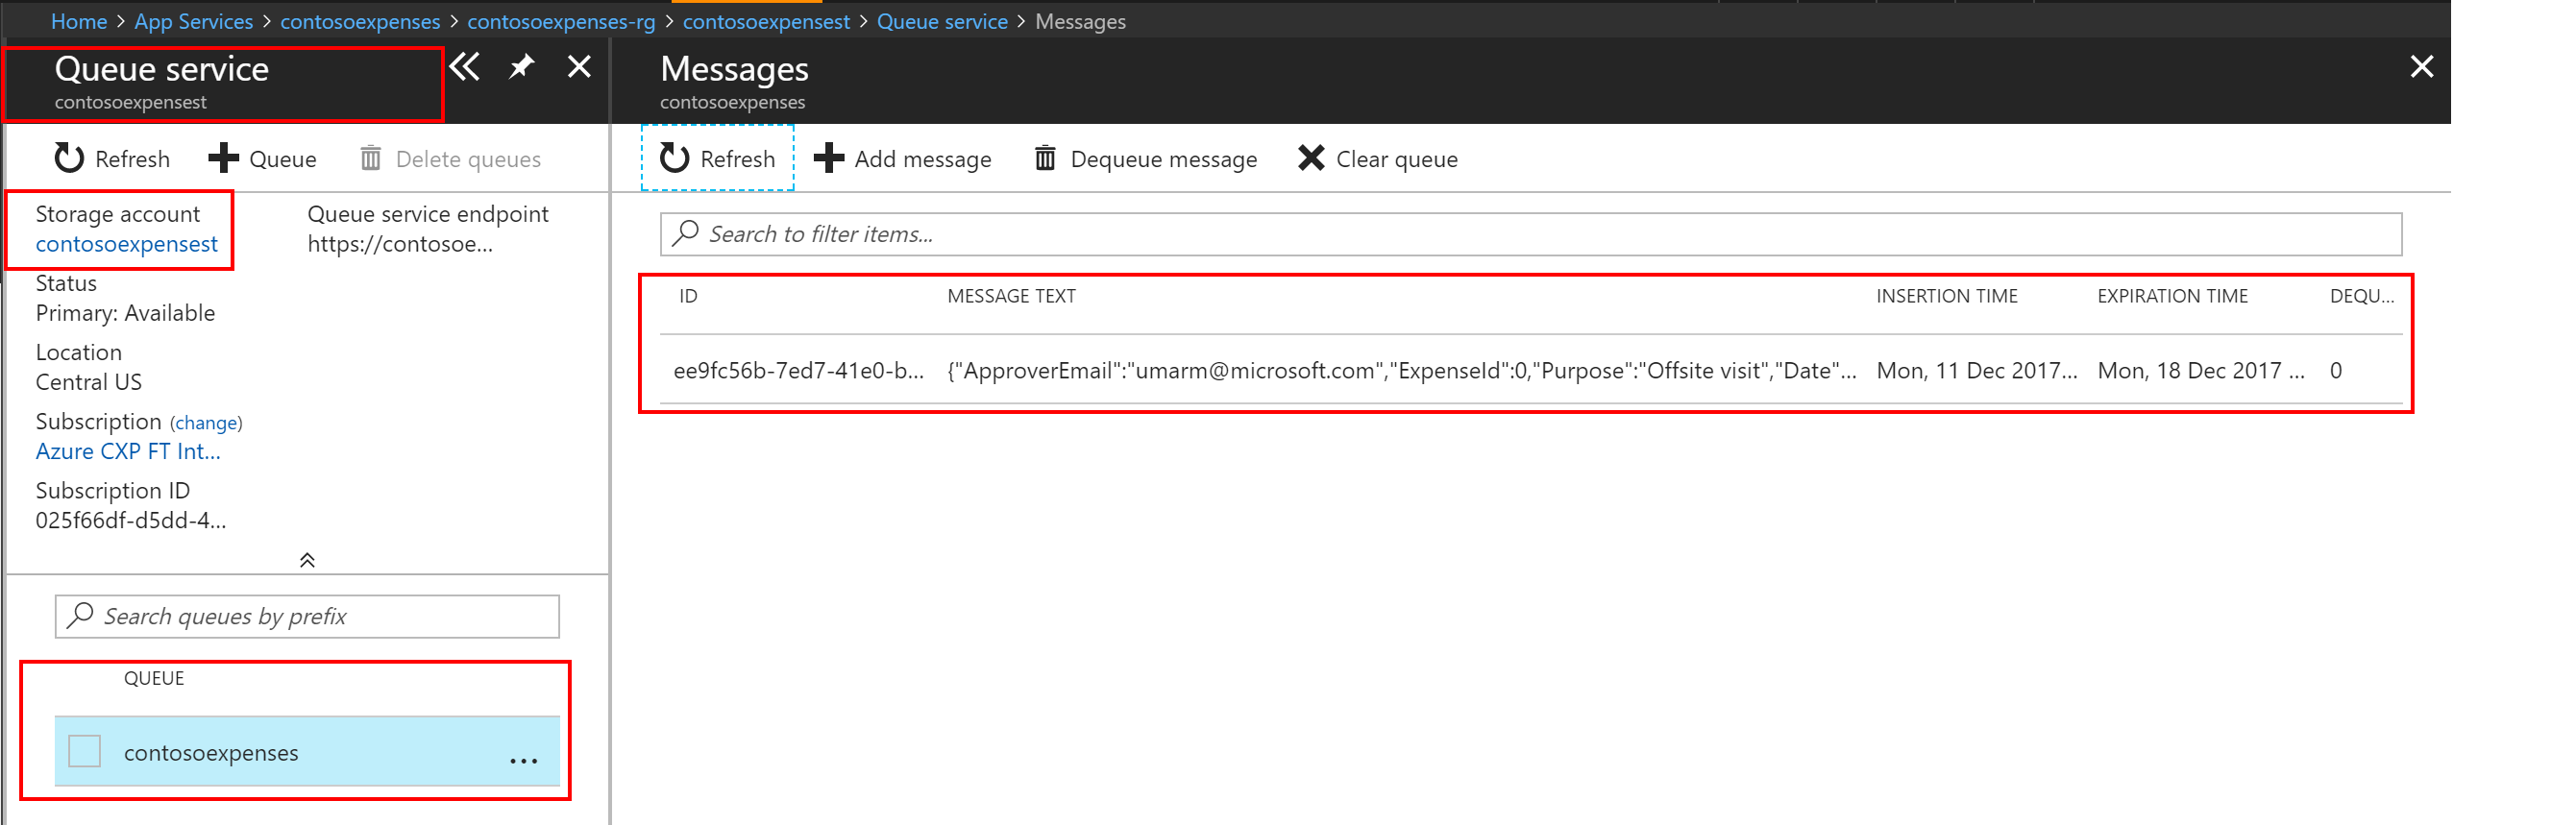 Home > App Services > contosoexpenses > contosoexpenses-rg > contosoexpensest > Queue service > Messages
Queue service
contosoexpensest
Refresh Queue Delete queues
Storage account
contosoexpensest
Queue service endpoint
https://contosoe...
Status
Primary: Available
Location
Central US
Subscription (change)
Azure CXP FT Int...
Subscription ID
025f66df-d5dd-4...
Search queues by prefix
QUEUE
contosoexpenses ...
Messages
contosoexpenses
Refresh Add message Dequeue message Clear queue
Search to filter items...
ID MESSAGE TEXT INSERTION TIME EXPIRATION TIME DEQU...
ee9fc56b-7ed7-41e0-b... {"ApproverEmail":"umarm@microsoft.com","ExpenseId":0,"Purpose":"Offsite visit","Date"... Mon, 11 Dec 2017... Mon, 18 Dec 2017 ... 0